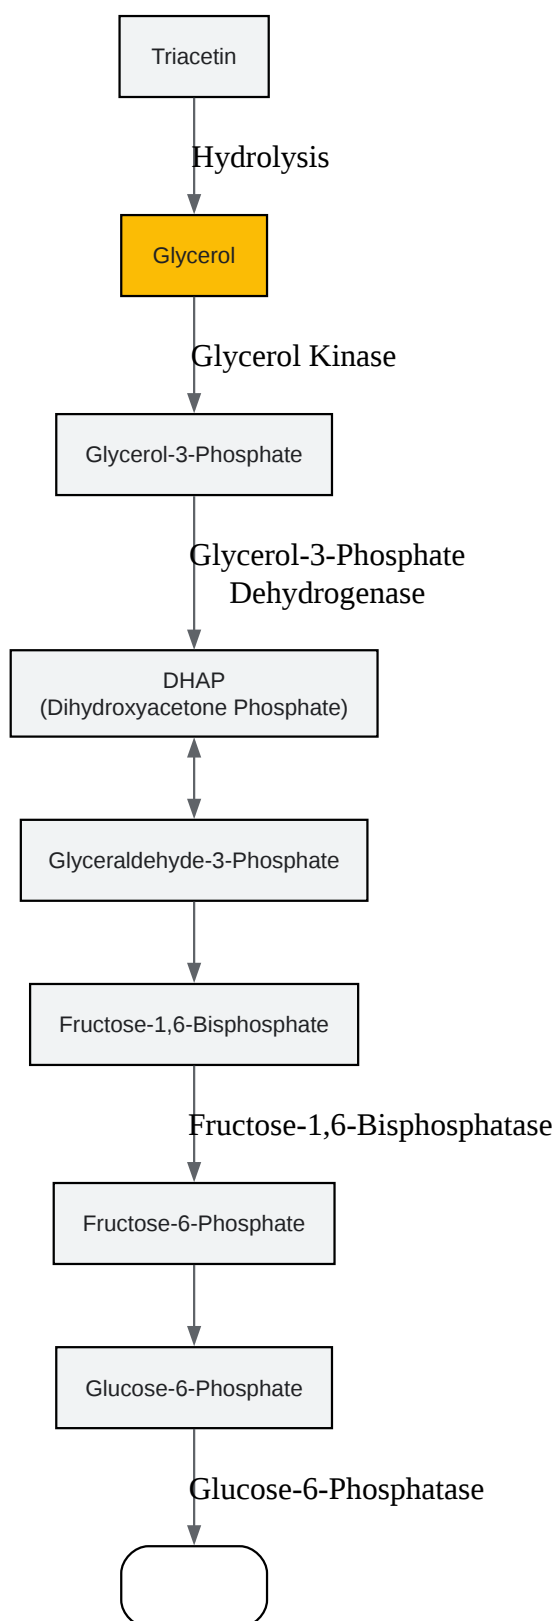 Triacetin
Hydrolysis
Glycerol
Glycerol Kinase
Glycerol-3-Phosphate
Glycerol-3-Phosphate
Dehydrogenase
DHAP
(Dihydroxyacetone Phosphate)
Glyceraldehyde-3-Phosphate
Fructose-1,6-Bisphosphate
Fructose-1,6-Bisphosphatase
Fructose-6-Phosphate
Glucose-6-Phosphate
Glucose-6-Phosphatase